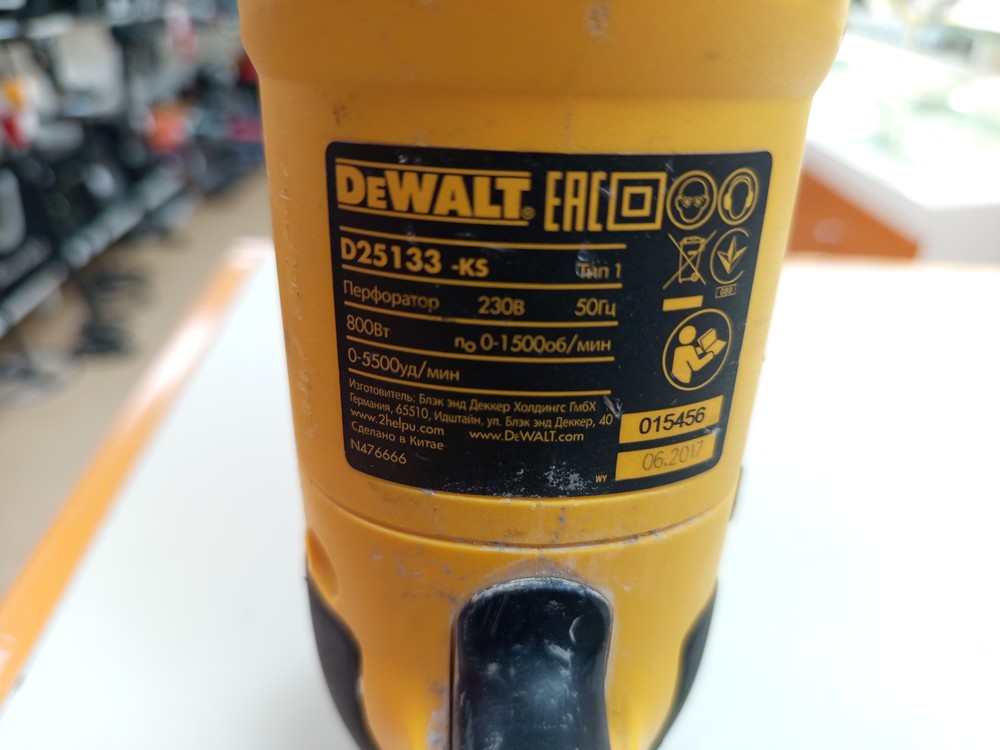 DEWALT® EAC
D25133 -KS Тип 1
Перфоратор 230В 50Гц
800Вт n₀ 0-1500об/мин
0-5500уд/мин
Изготовитель: Блэк энд Деккер Холдингс ГмбХ
Германия, 65510, Идштайн, ул. Блэк энд Деккер, 40
www.2helpu.com www.DEWALT.com
Сделано в Китае
N476666
WY
080
015456
06.2017